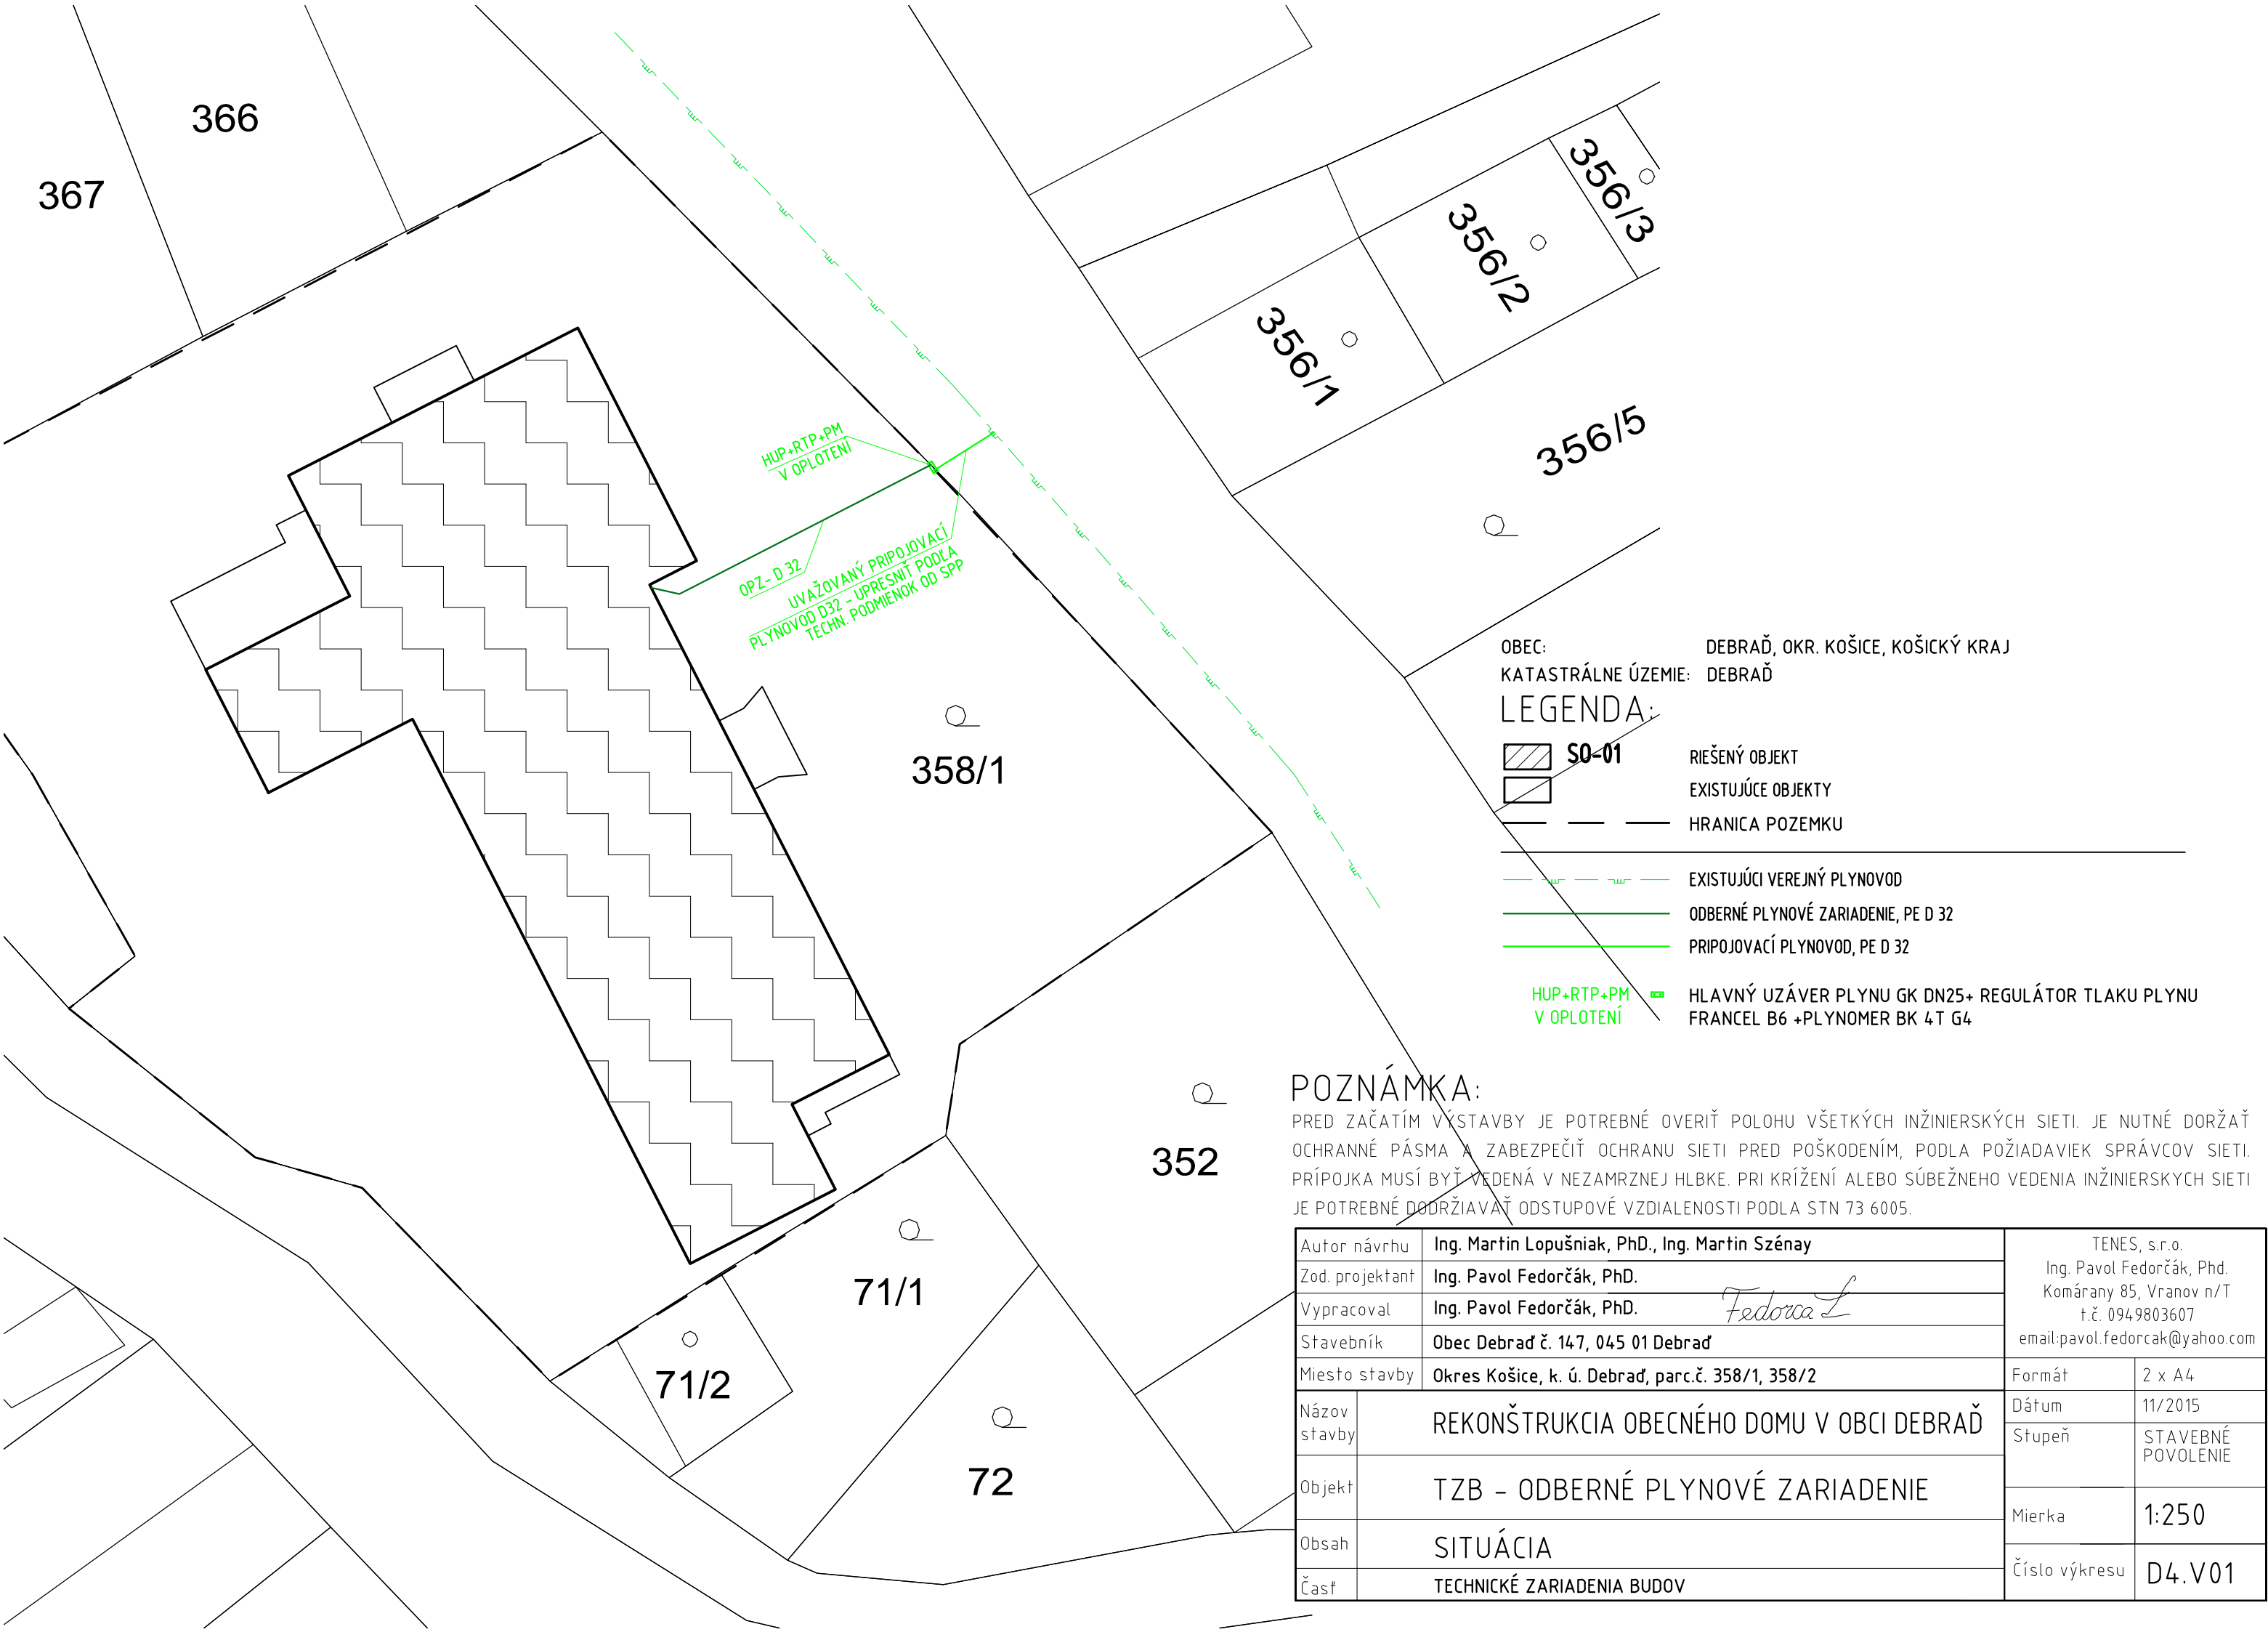 366
367
356/3
356/2
356/1
356/5
HUP+RTP+PM
V OPLOTENÍ
OPZ- D 32
UVAŽOVANÝ PRIPOJOVACÍ
PLYNOVOD D32 - UPRESNIŤ PODĽA
TECHN. PODMIENOK OD SPP
358/1
352
71/1
71/2
72
OBEC: DEBRAĎ, OKR. KOŠICE, KOŠICKÝ KRAJ
KATASTRÁLNE ÚZEMIE: DEBRAĎ
LEGENDA:
SO-01 RIEŠENÝ OBJEKT
EXISTUJÚCE OBJEKTY
HRANICA POZEMKU
EXISTUJÚCI VEREJNÝ PLYNOVOD
ODBERNÉ PLYNOVÉ ZARIADENIE, PE D 32
PRIPOJOVACÍ PLYNOVOD, PE D 32
HUP+RTP+PM HLAVNÝ UZÁVER PLYNU GK DN25+ REGULÁTOR TLAKU PLYNU
V OPLOTENÍ FRANCEL B6 +PLYNOMER BK 4T G4
POZNÁMKA:
PRED ZAČATÍM VÝSTAVBY JE POTREBNÉ OVERIŤ POLOHU VŠETKÝCH INŽINIERSKÝCH SIETI. JE NUTNÉ DORŽAŤ
OCHRANNÉ PÁSMA A ZABEZPEČIŤ OCHRANU SIETI PRED POŠKODENÍM, PODLA POŽIADAVIEK SPRÁVCOV SIETI.
PRÍPOJKA MUSÍ BYŤ VEDENÁ V NEZAMRZNEJ HLBKE. PRI KRÍŽENÍ ALEBO SÚBEŽNEHO VEDENIA INŽINIERSKYCH SIETI
JE POTREBNÉ DODRŽIAVAŤ ODSTUPOVÉ VZDIALENOSTI PODLA STN 73 6005.
Autor návrhu Ing. Martin Lopušniak, PhD., Ing. Martin Szénay
Zod. projektant Ing. Pavol Fedorčák, PhD.
Vypracoval Ing. Pavol Fedorčák, PhD.
Stavebník Obec Debraď č. 147, 045 01 Debraď
Miesto stavby Okres Košice, k. ú. Debraď, parc.č. 358/1, 358/2
Názov
stavby REKONŠTRUKCIA OBECNÉHO DOMU V OBCI DEBRAĎ
Objekt TZB - ODBERNÉ PLYNOVÉ ZARIADENIE
Obsah SITUÁCIA
Časť TECHNICKÉ ZARIADENIA BUDOV
TENES, s.r.o.
Ing. Pavol Fedorčák, Phd.
Komárany 85, Vranov n/T
t.č. 0949803607
email:pavol.fedorcak@yahoo.com
Formát 2 x A4
Dátum 11/2015
Stupeň STAVEBNÉ
POVOLENIE
Mierka 1:250
Číslo výkresu D4.V01